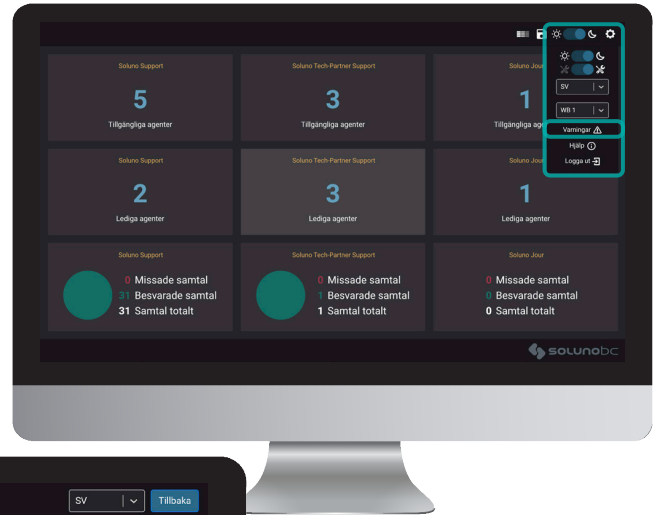 Soluno Support
5
Tillgängliga agenter
Soluno Tech-Partner Support
3
Tillgängliga agenter
Soluno Jour
1
Tillgängliga age
SV
WB 1
Varningar
Hjälp
Logga ut
Soluno Support
2
Lediga agenter
Soluno Tech-Partner Support
3
Lediga agenter
Soluno Jour
1
Lediga agenter
Soluno Support
0 Missade samtal
31 Besvarade samtal
31 Samtal totalt
Soluno Tech-Partner Support
0 Missade samtal
1 Besvarade samtal
1 Samtal totalt
Soluno Jour
0 Missade samtal
0 Besvarade samtal
0 Samtal totalt
solunobc
SV
Tillbaka